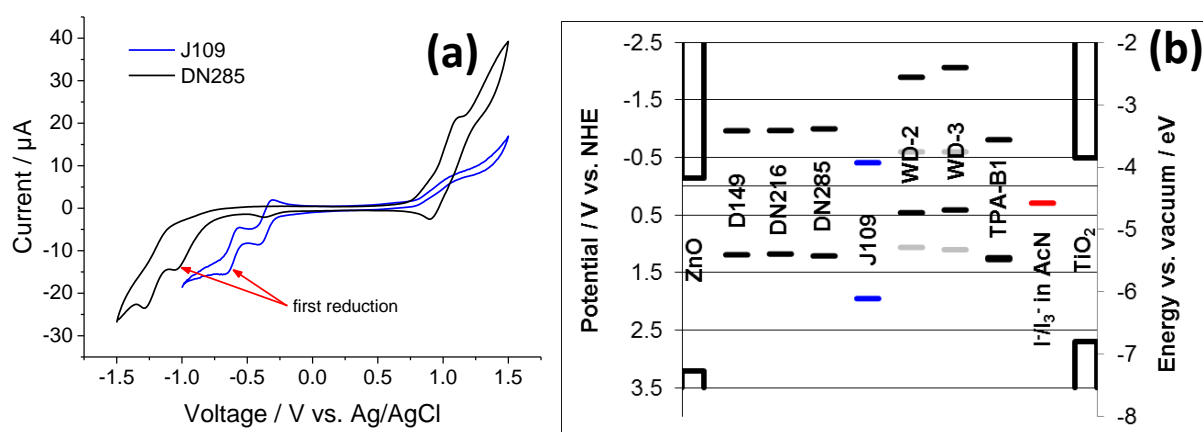 (a)
J109
DN285
40
30
20
10
0
-10
-20
-30
Current / µA
first reduction
-1.5 -1.0 -0.5 0.0 0.5 1.0 1.5
Voltage / V vs. Ag/AgCl
(b)
-2.5
-1.5
-0.5
0.5
1.5
2.5
3.5
Potential / V vs. NHE
ZnO
D149
DN216
DN285
J109
WD-2
WD-3
TPA-B1
I-/I3- in AcN
TiO2
-2
-3
-4
-5
-6
-7
-8
Energy vs. vacuum / eV